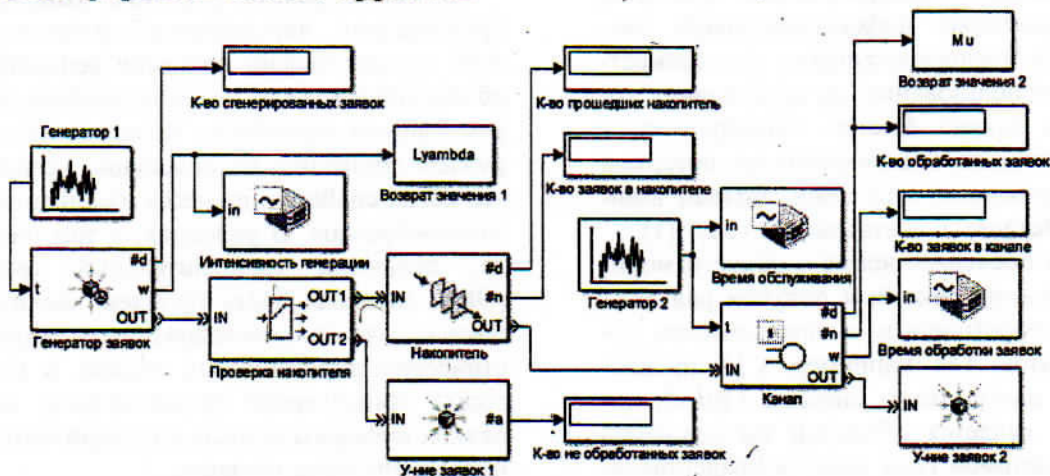 Mu
Возврат значения 2
К-во сгенерированных заявок
К-во прошедших накопитель
Генератор 1
Lyambda
Возврат значения 1
К-во заявок в накопителе
К-во обработанных заявок
in
Интенсивность генерации
in
Время обслуживания
К-во заявок в канале
t
#d
w
OUT
Генератор заявок
IN
OUT1
OUT2
Проверка накопителя
IN
#d
#n
OUT
Накопитель
Генератор 2
t
IN
#d
#n
w
OUT
Канал
in
Время обработки заявок
IN
#a
У-ние заявок 1
К-во не обработанных заявок
IN
У-ние заявок 2